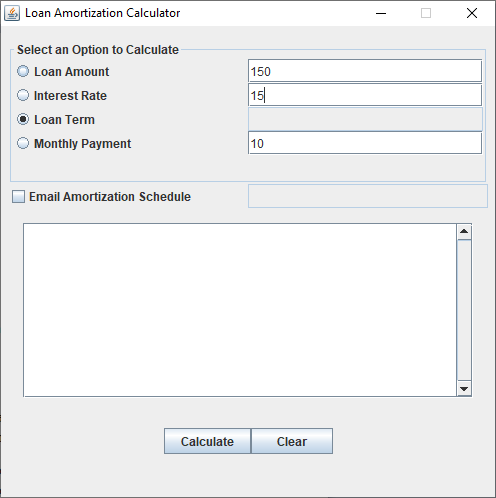 Loan Amortization Calculator
Select an Option to Calculate
Loan Amount 150
Interest Rate 15
Loan Term
Monthly Payment 10
Email Amortization Schedule
Calculate Clear